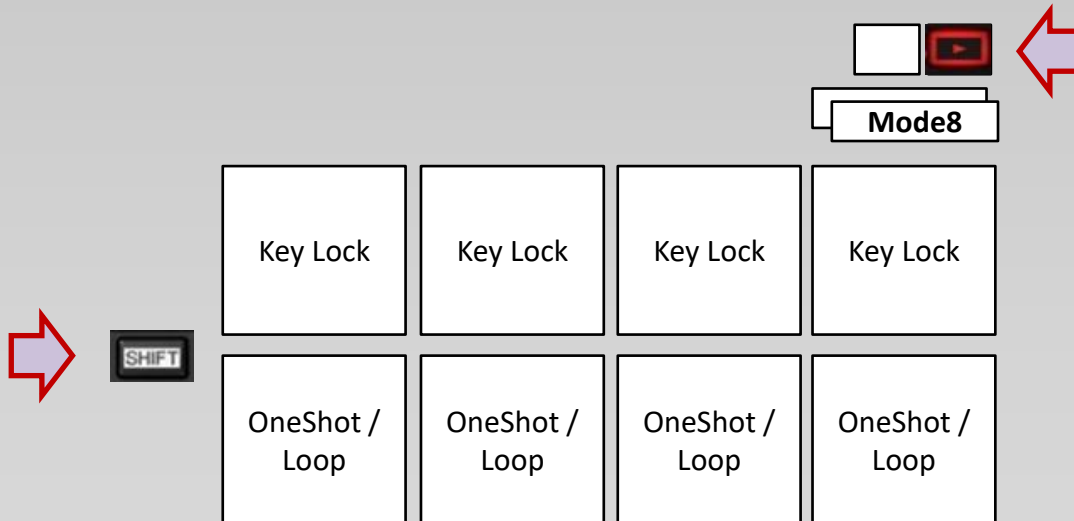 Mode8
Key Lock Key Lock Key Lock Key Lock
SHIFT
OneShot / OneShot / OneShot / OneShot /
Loop Loop Loop Loop